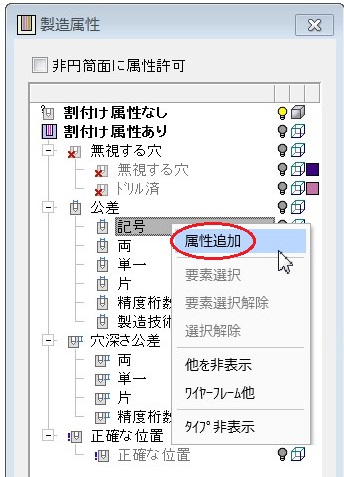 製造属性
非円筒面に属性許可
割付け属性なし
割付け属性あり
無視する穴
無視する穴
ﾄﾞﾘﾙ済
公差
記号
属性追加
両
単一
要素選択
片
要素選択解除
精度桁数
選択解除
製造技術
穴深さ公差
他を非表示
両
単一
ﾜｲﾔｰﾌﾚｰﾑ他
片
精度桁数
ﾀｲﾌﾟ非表示
正確な位置
正確な位置